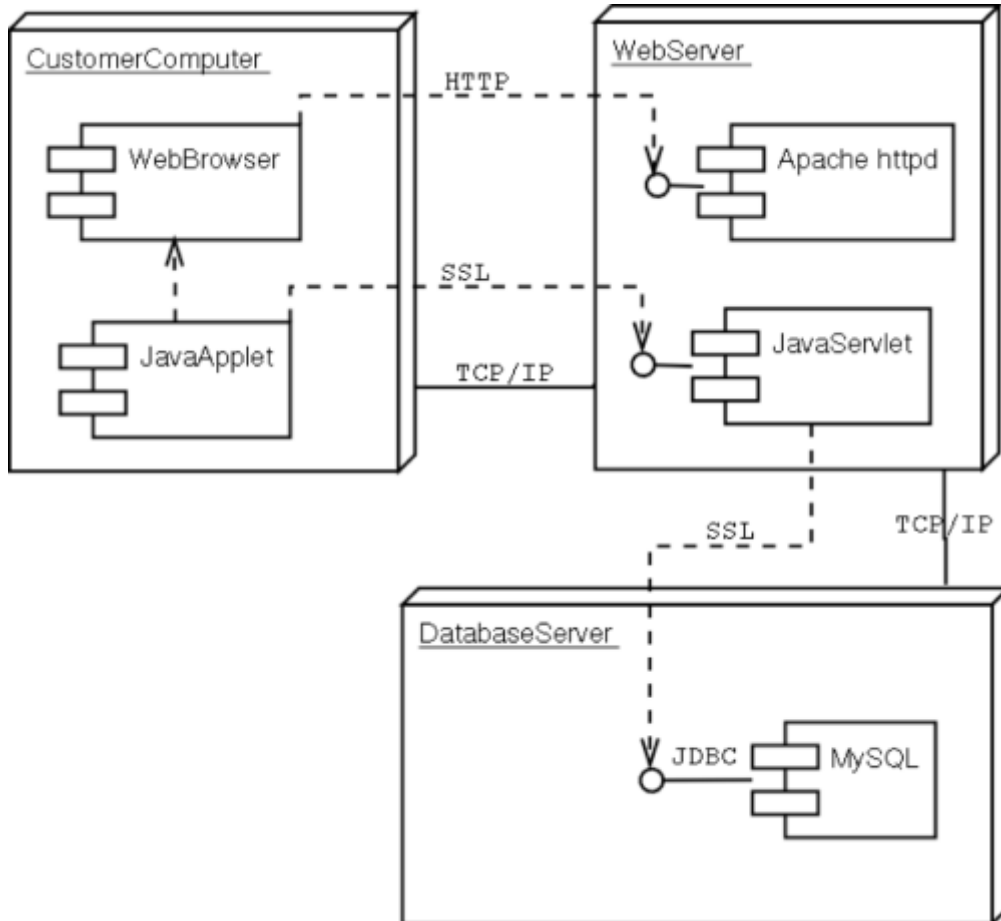 CustomerComputer
WebServer
HTTP
WebBrowser
Apache httpd
SSL
JavaApplet
JavaServlet
TCP/IP
SSL
TCP/IP
DatabaseServer
JDBC
MySQL